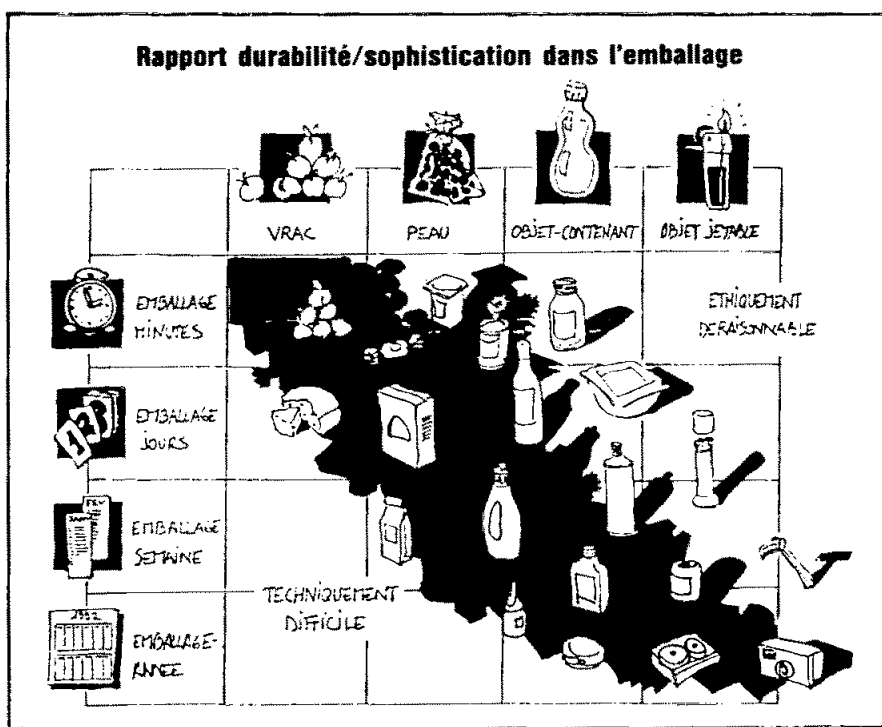 Rapport durabilité/sophistication dans l'emballage
VRAC
PEAU
OBJET-CONTENANT
OBJET JETABLE
EMBALLAGE
MINUTES
ETHIQUEMENT
DERAISONNABLE
EMBALLAGE
JOURS
EMBALLAGE
SEMAINE
TECHNIQUEMENT
DIFFICILE
1992
EMBALLAGE-
ANNEE